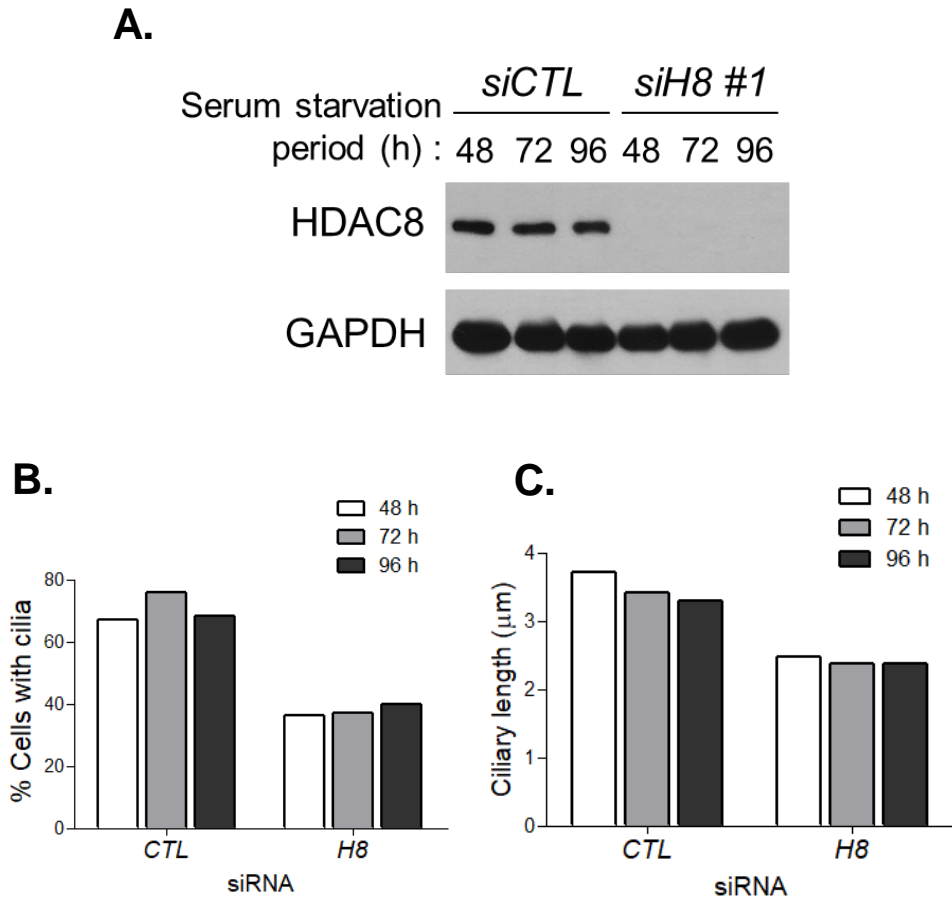 A.
siCTL siH8 #1
Serum starvation
period (h) : 48 72 96 48 72 96
HDAC8
GAPDH
B.
48 h
72 h
96 h
80
60
40
20
0
% Cells with cilia
CTL H8
siRNA
C.
48 h
72 h
96 h
4
3
2
1
0
Ciliary length (μm)
CTL H8
siRNA